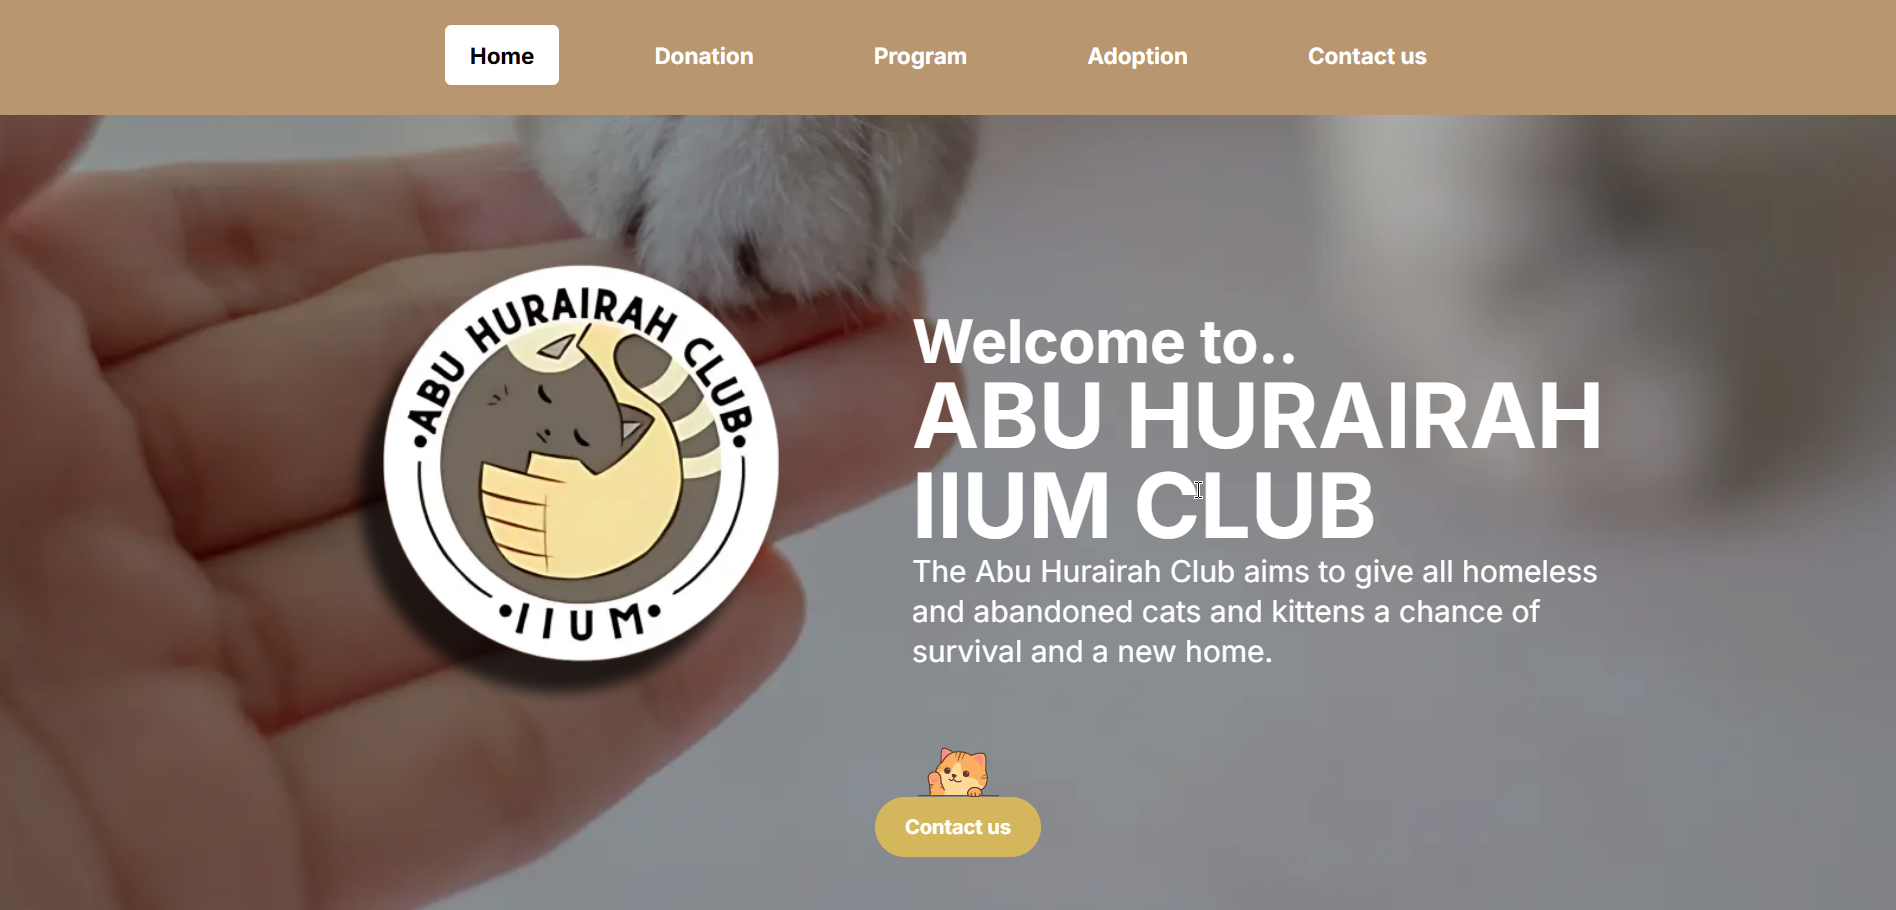 Home
Donation
Program
Adoption
Contact us
ABU HURAIRAH CLUB
IIUM
Welcome to..
ABU HURAIRAH
IIUM CLUB
The Abu Hurairah Club aims to give all homeless
and abandoned cats and kittens a chance of
survival and a new home.
Contact us